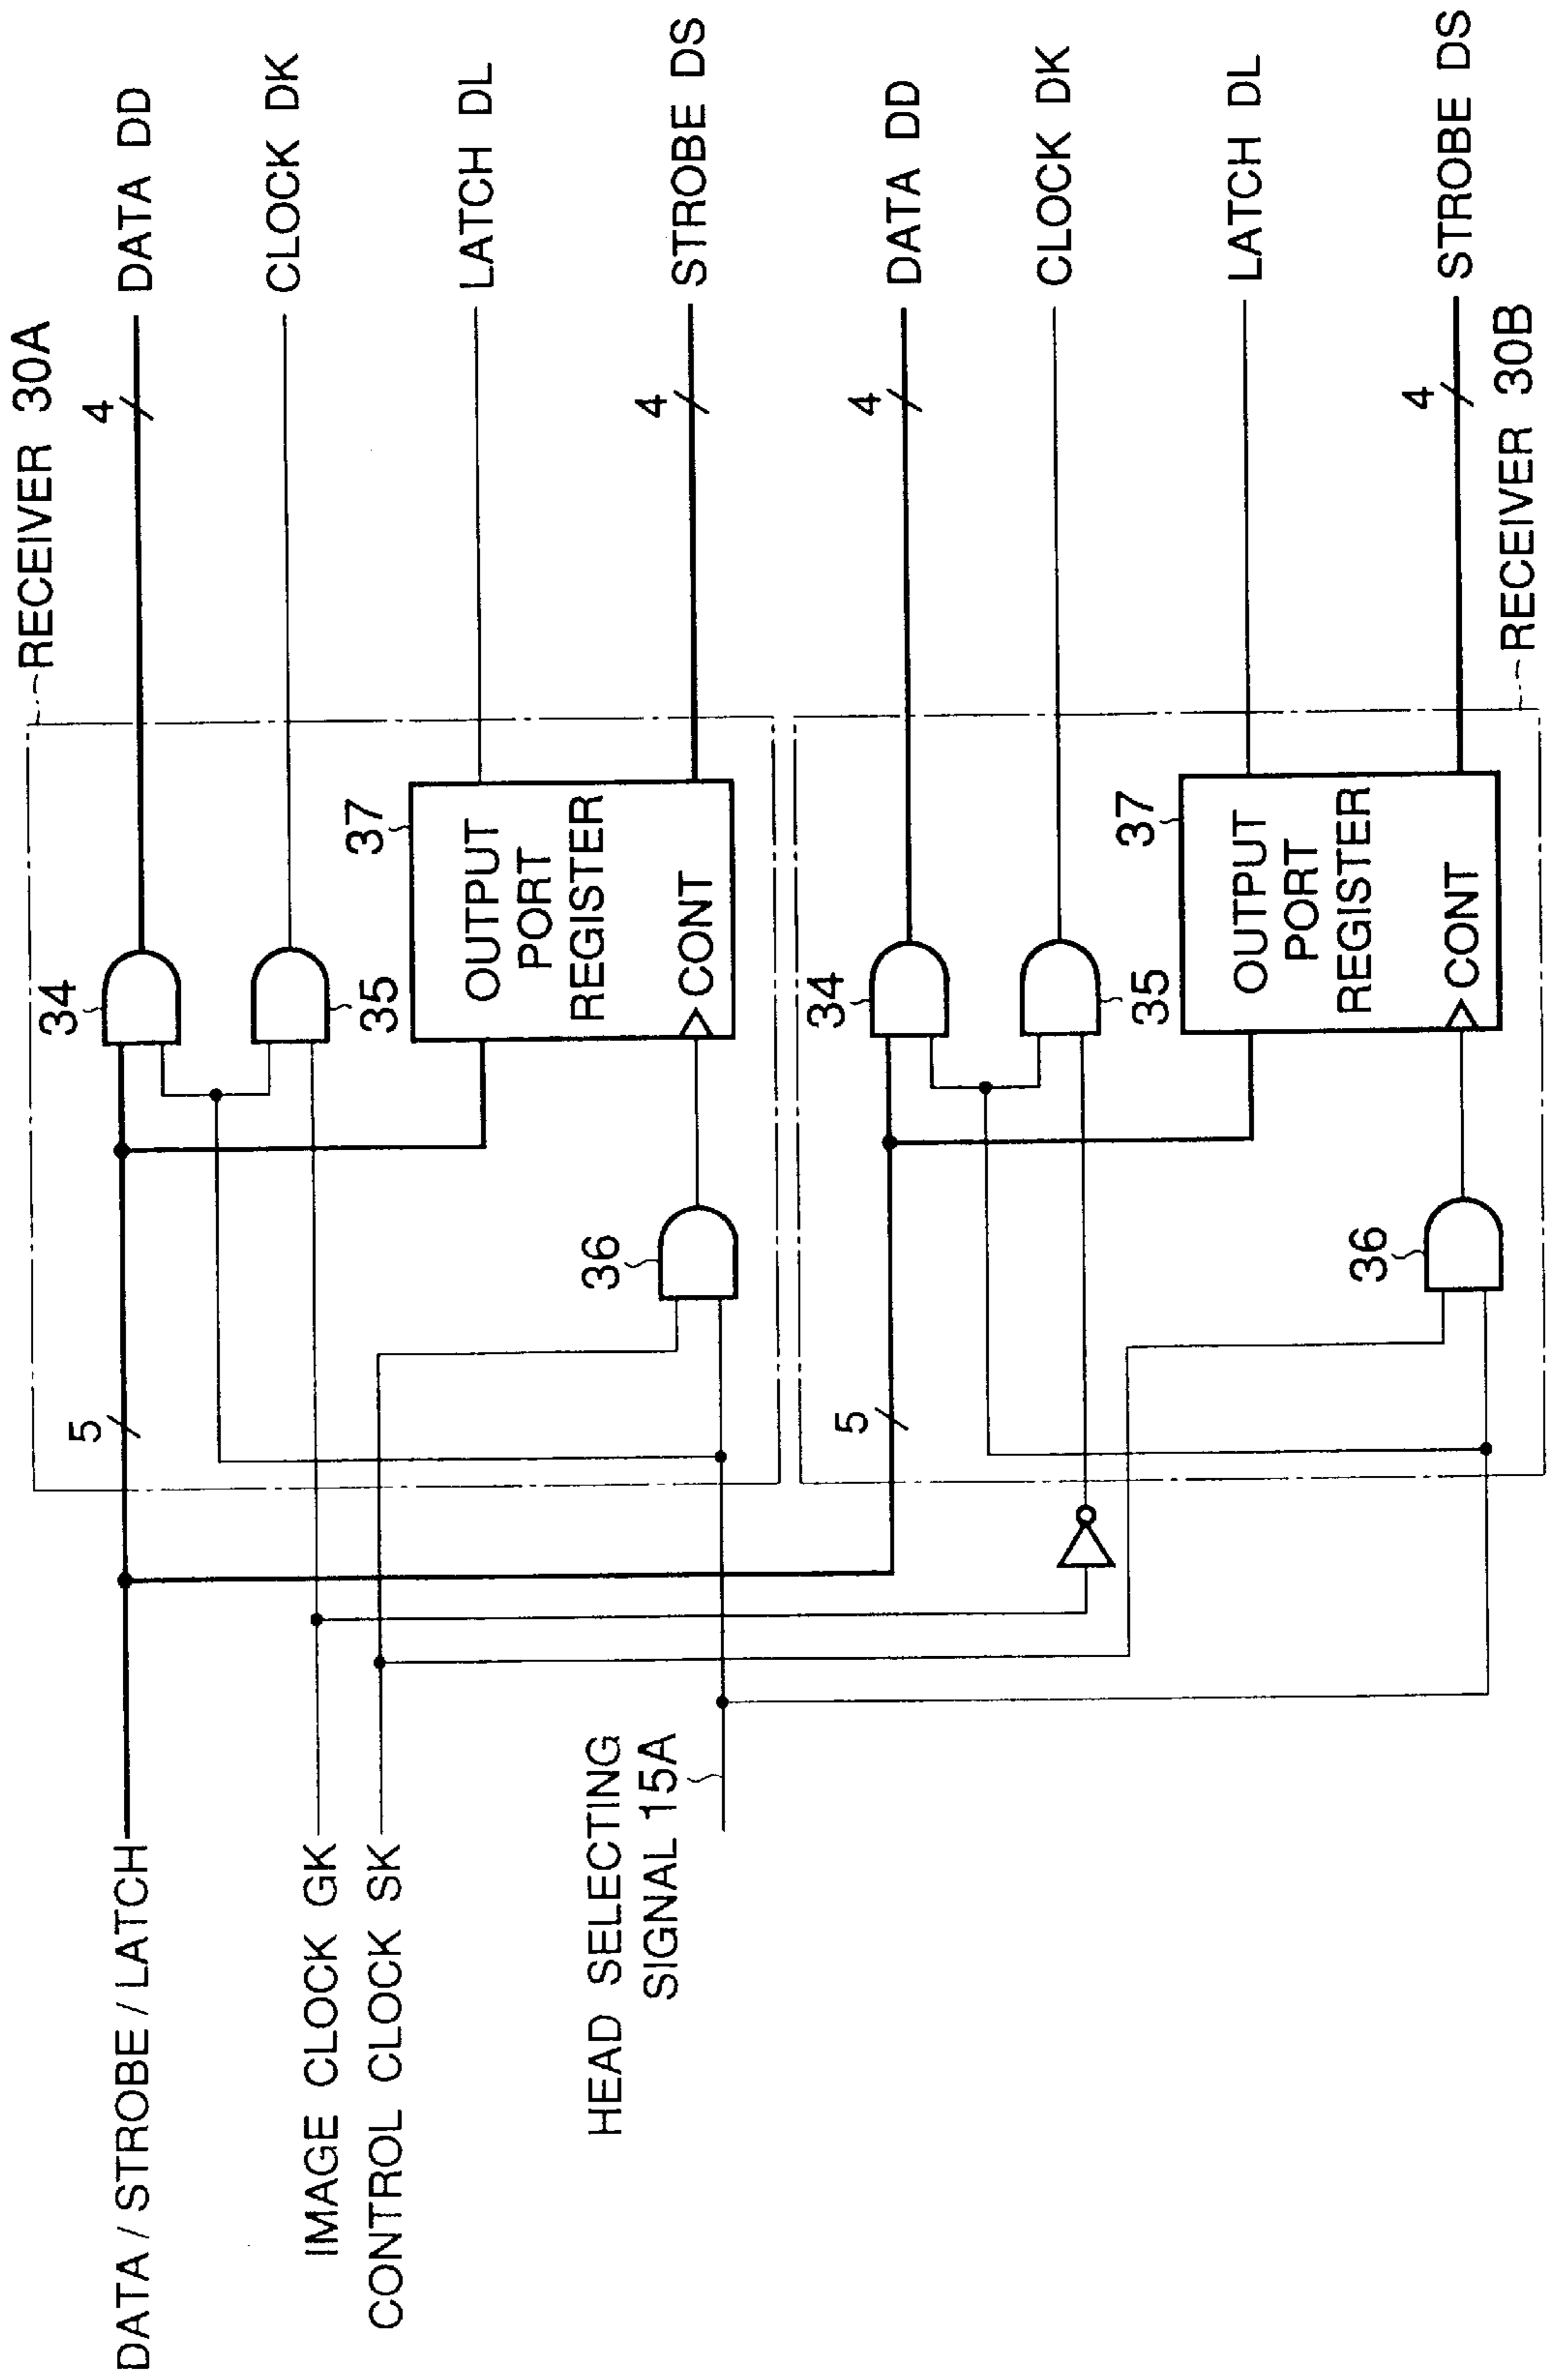 RECEIVER 30A
DATA / STROBE / LATCH
5
34
4
DATA DD
IMAGE CLOCK GK
35
CLOCK DK
CONTROL CLOCK SK
37
OUTPUT
PORT
REGISTER
LATCH DL
HEAD SELECTING
SIGNAL 15A
36
CONT
4
STROBE DS
5
34
4
DATA DD
35
CLOCK DK
37
OUTPUT
PORT
REGISTER
LATCH DL
36
CONT
4
STROBE DS
RECEIVER 30B